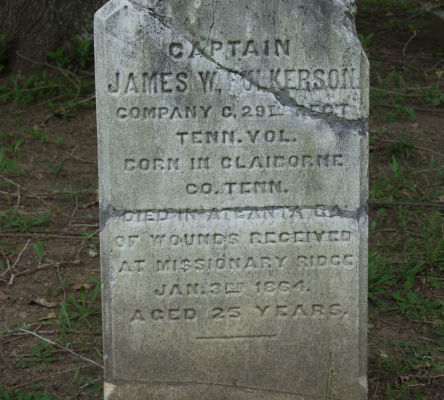 CAPTAIN
JAMES W. FULKERSON
COMPANY C, 29TH REGT.
TENN. VOL.
BORN IN CLAIBORNE
CO. TENN.
DIED IN ATLANTA, GA
OF WOUNDS RECEIVED
AT MISSIONARY RIDGE
JAN. 3RD 1864.
AGED 25 YEARS.